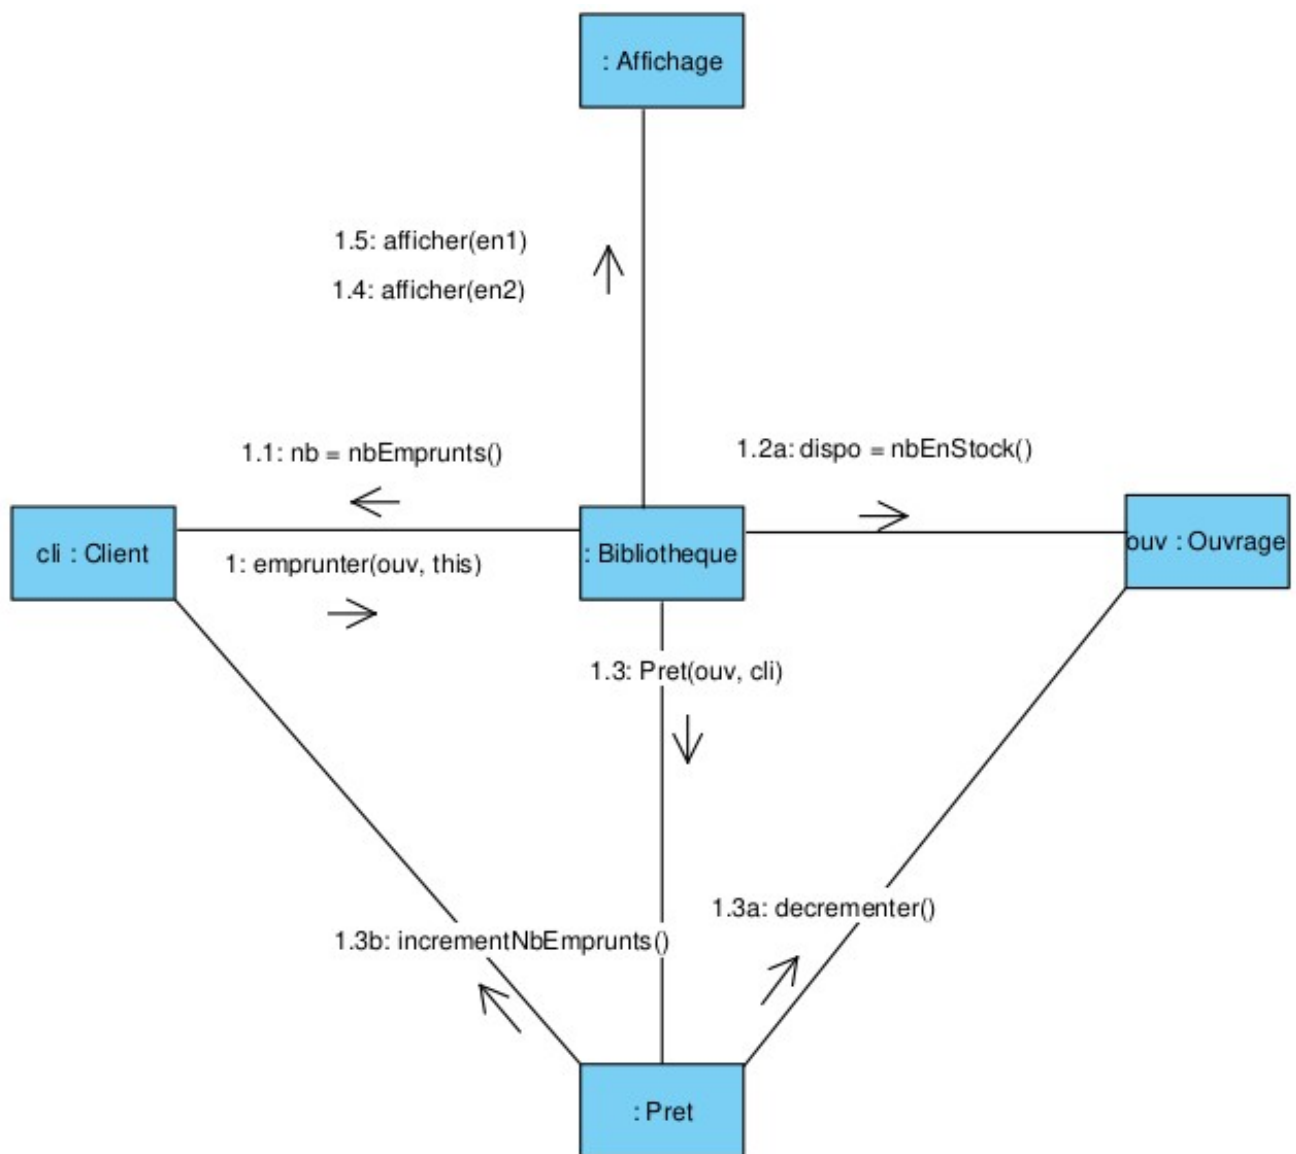 : Affichage
1.5: afficher(en1)
1.4: afficher(en2)
1.1: nb = nbEmprunts()
1.2a: dispo = nbEnStock()
cli : Client
: Bibliotheque
ouv : Ouvrage
1: emprunter(ouv, this)
1.3: Pret(ouv, cli)
1.3a: decrementer()
1.3b: incrementNbEmprunts()
: Pret